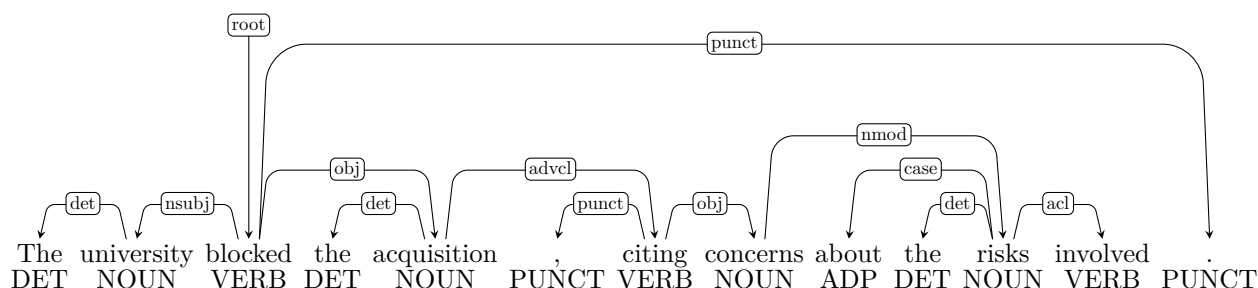 root
punct
nmod
obj advcl case
det nsubj det punct obj det acl
The university blocked the acquisition , citing concerns about the risks involved .
DET NOUN VERB DET NOUN PUNCT VERB NOUN ADP DET NOUN VERB PUNCT